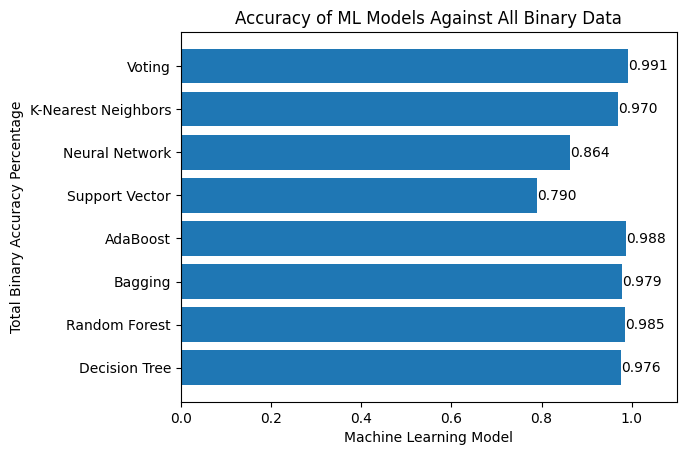 Accuracy of ML Models Against All Binary Data
Total Binary Accuracy Percentage
Voting 0.991
K-Nearest Neighbors 0.970
Neural Network 0.864
Support Vector 0.790
AdaBoost 0.988
Bagging 0.979
Random Forest 0.985
Decision Tree 0.976
0.0 0.2 0.4 0.6 0.8 1.0
Machine Learning Model